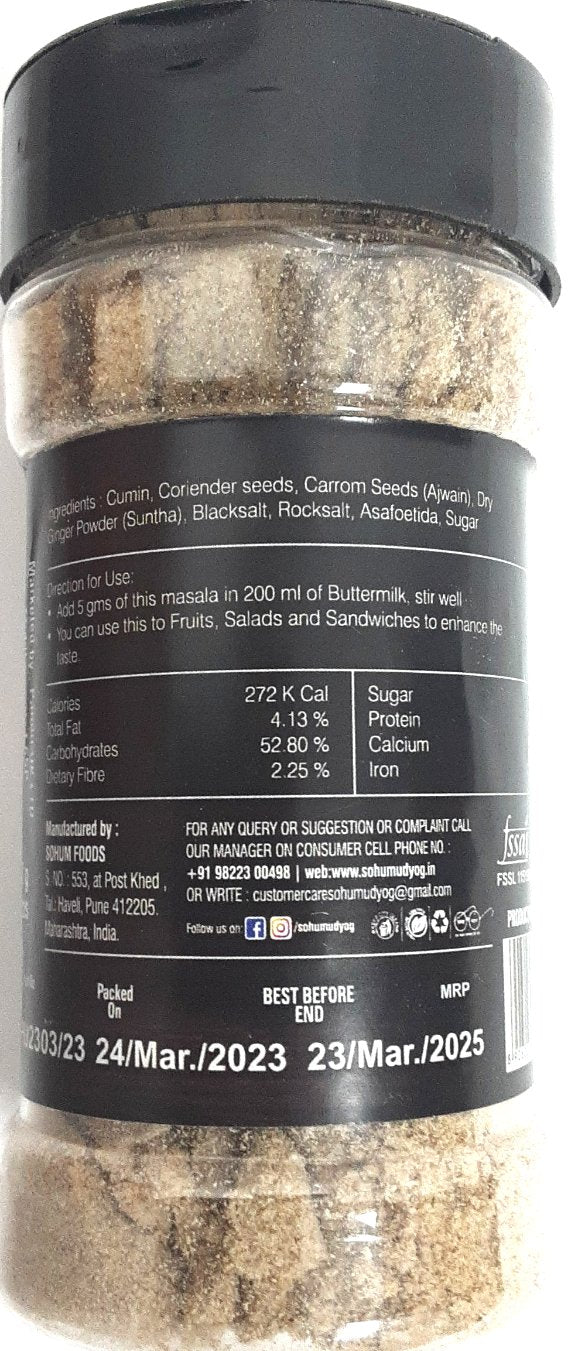 Ingredients : Cumin, Coriender seeds, Carrom Seeds (Ajwain), Dry
Ginger Powder (Suntha), Blacksalt, Rocksalt, Asafoetida, Sugar
Direction for Use:
• Add 5 gms of this masala in 200 ml of Buttermilk, stir well
• You can use this to Fruits, Salads and Sandwiches to enhance the
taste.
Calories 272 K Cal
Total Fat 4.13 %
Carbohydrates 52.80 %
Dietary Fibre 2.25 %
Sugar
Protein
Calcium
Iron
Manufactured by :
SOHUM FOODS
S. NO. : 553, at Post Khed ,
Tal.: Haveli, Pune 412205.
Maharashtra, India.
FOR ANY QUERY OR SUGGESTION OR COMPLAINT CALL
OUR MANAGER ON CONSUMER CELL PHONE NO. :
+91 98223 00498 | web:www.sohumudyog.in
OR WRITE : customercaresohumudyog@gmail.com
Follow us on: /sohumudyog
fssai
FSSL
Packed
On
BEST BEFORE
END
MRP
2303/23 24/Mar./2023 23/Mar./2025